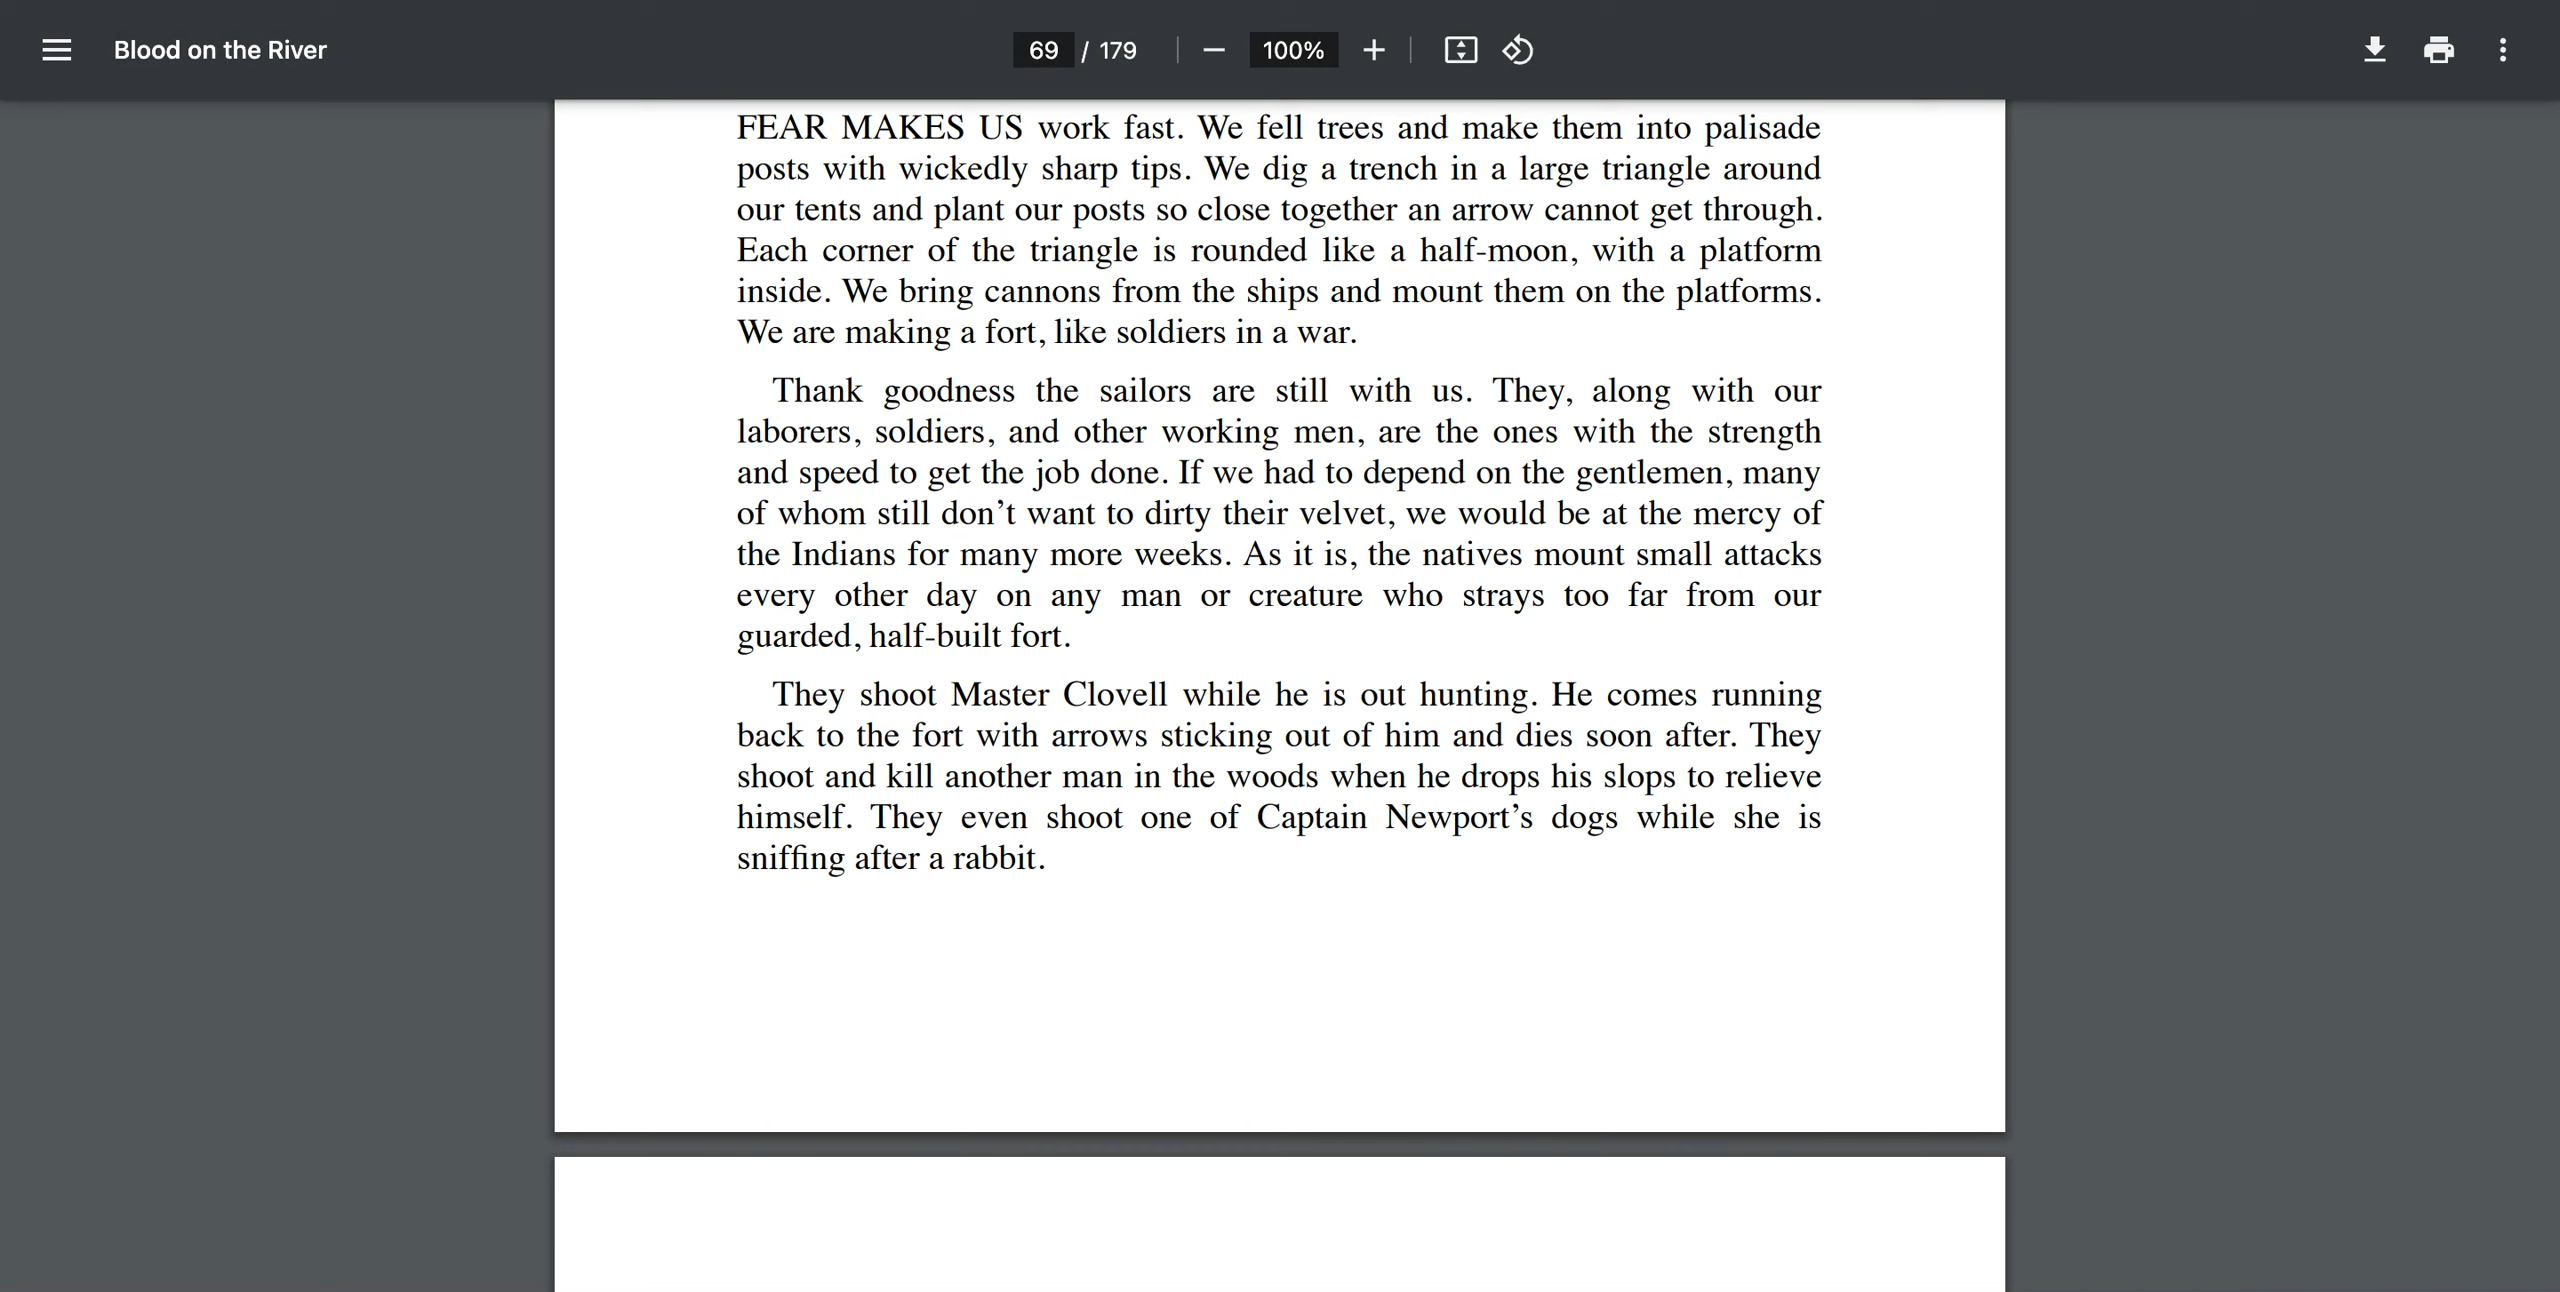 Blood on the River
69 / 179
100%
FEAR MAKES US work fast. We fell trees and make them into palisade
posts with wickedly sharp tips. We dig a trench in a large triangle around
our tents and plant our posts so close together an arrow cannot get through.
Each corner of the triangle is rounded like a half-moon, with a platform
inside. We bring cannons from the ships and mount them on the platforms.
We are making a fort, like soldiers in a war.
Thank goodness the sailors are still with us. They, along with our
laborers, soldiers, and other working men, are the ones with the strength
and speed to get the job done. If we had to depend on the gentlemen, many
of whom still don’t want to dirty their velvet, we would be at the mercy of
the Indians for many more weeks. As it is, the natives mount small attacks
every other day on any man or creature who strays too far from our
guarded, half-built fort.
They shoot Master Clovell while he is out hunting. He comes running
back to the fort with arrows sticking out of him and dies soon after. They
shoot and kill another man in the woods when he drops his slops to relieve
himself. They even shoot one of Captain Newport’s dogs while she is
sniffing after a rabbit.